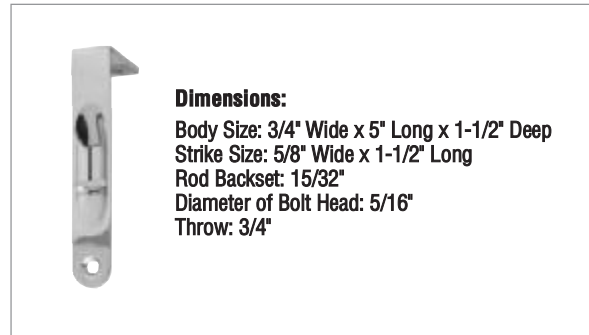 Dimensions:
Body Size: 3/4" Wide x 5" Long x 1-1/2" Deep
Strike Size: 5/8" Wide x 1-1/2" Long
Rod Backset: 15/32"
Diameter of Bolt Head: 5/16"
Throw: 3/4"